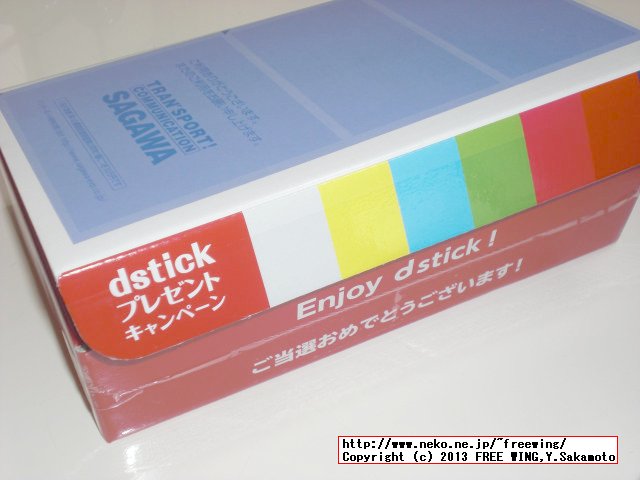 TRAN'SPORT!
COMMUNICATION
SAGAWA
dstick
プレゼント
キャンペーン
Enjoy dstick!
ご当選おめでとうございます!
http://www.neko.ne.jp/~freewing/
Copyright (c) 2013 FREE WING,Y.Sakamoto